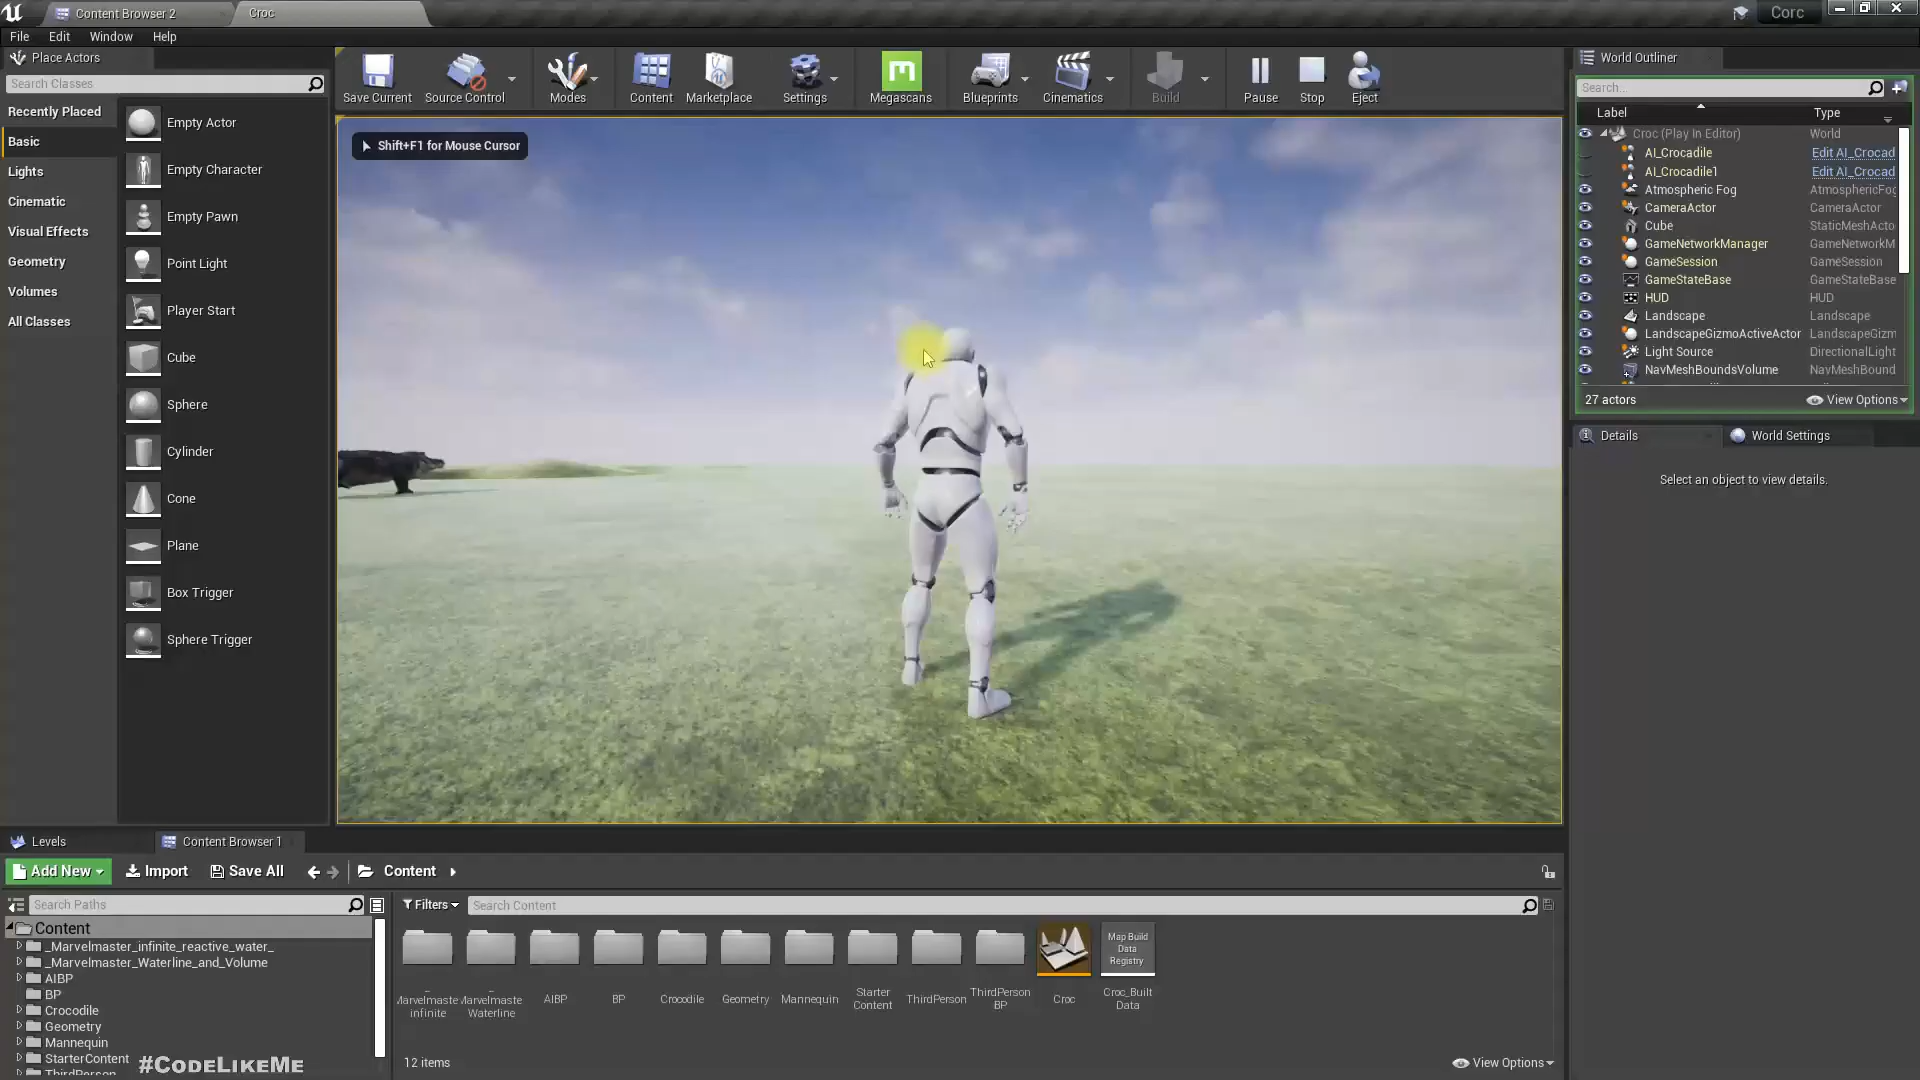 Content Browser 2
Croc
Corc
File
Edit
Window
Help
Place Actors
Search Classes
Recently Placed
Basic
Lights
Cinematic
Visual Effects
Geometry
Volumes
All Classes
Empty Actor
Empty Character
Empty Pawn
Point Light
Player Start
Cube
Sphere
Cylinder
Cone
Plane
Box Trigger
Sphere Trigger
Save Current
Source Control
Modes
Content
Marketplace
Settings
Megascans
Blueprints
Cinematics
Build
Pause
Stop
Eject
Shift+F1 for Mouse Cursor
World Outliner
Search...
Label
Type
Croc (Play In Editor)
World
AI_Crocadile
Edit AI_Crocad
AI_Crocadile1
Edit AI_Crocad
Atmospheric Fog
AtmosphericFog
CameraActor
CameraActor
Cube
StaticMeshActo
GameNetworkManager
GameNetworkM
GameSession
GameSession
GameStateBase
GameStateBase
HUD
HUD
Landscape
Landscape
LandscapeGizmoActiveActor
LandscapeGizm
Light Source
DirectionalLight
NavMeshBoundsVolume
NavMeshBound
27 actors
View Options
Details
World Settings
Select an object to view details.
Levels
Content Browser 1
Add New
Import
Save All
Content
Search Paths
Content
_Marvelmaster_infinite_reactive_water_
_Marvelmaster_Waterline_and_Volume
AIBP
BP
Crocodile
Geometry
Mannequin
StarterContent
ThirdPerson
Filters
Search Content
_
Marvelmaste
infinite
_
Marvelmaste
Waterline
AIBP
BP
Crocodile
Geometry
Mannequin
Starter
Content
ThirdPerson
ThirdPerson
BP
Croc
Map Build
Data
Registry
Croc_Built
Data
12 items
View Options
#CodeLikeMe